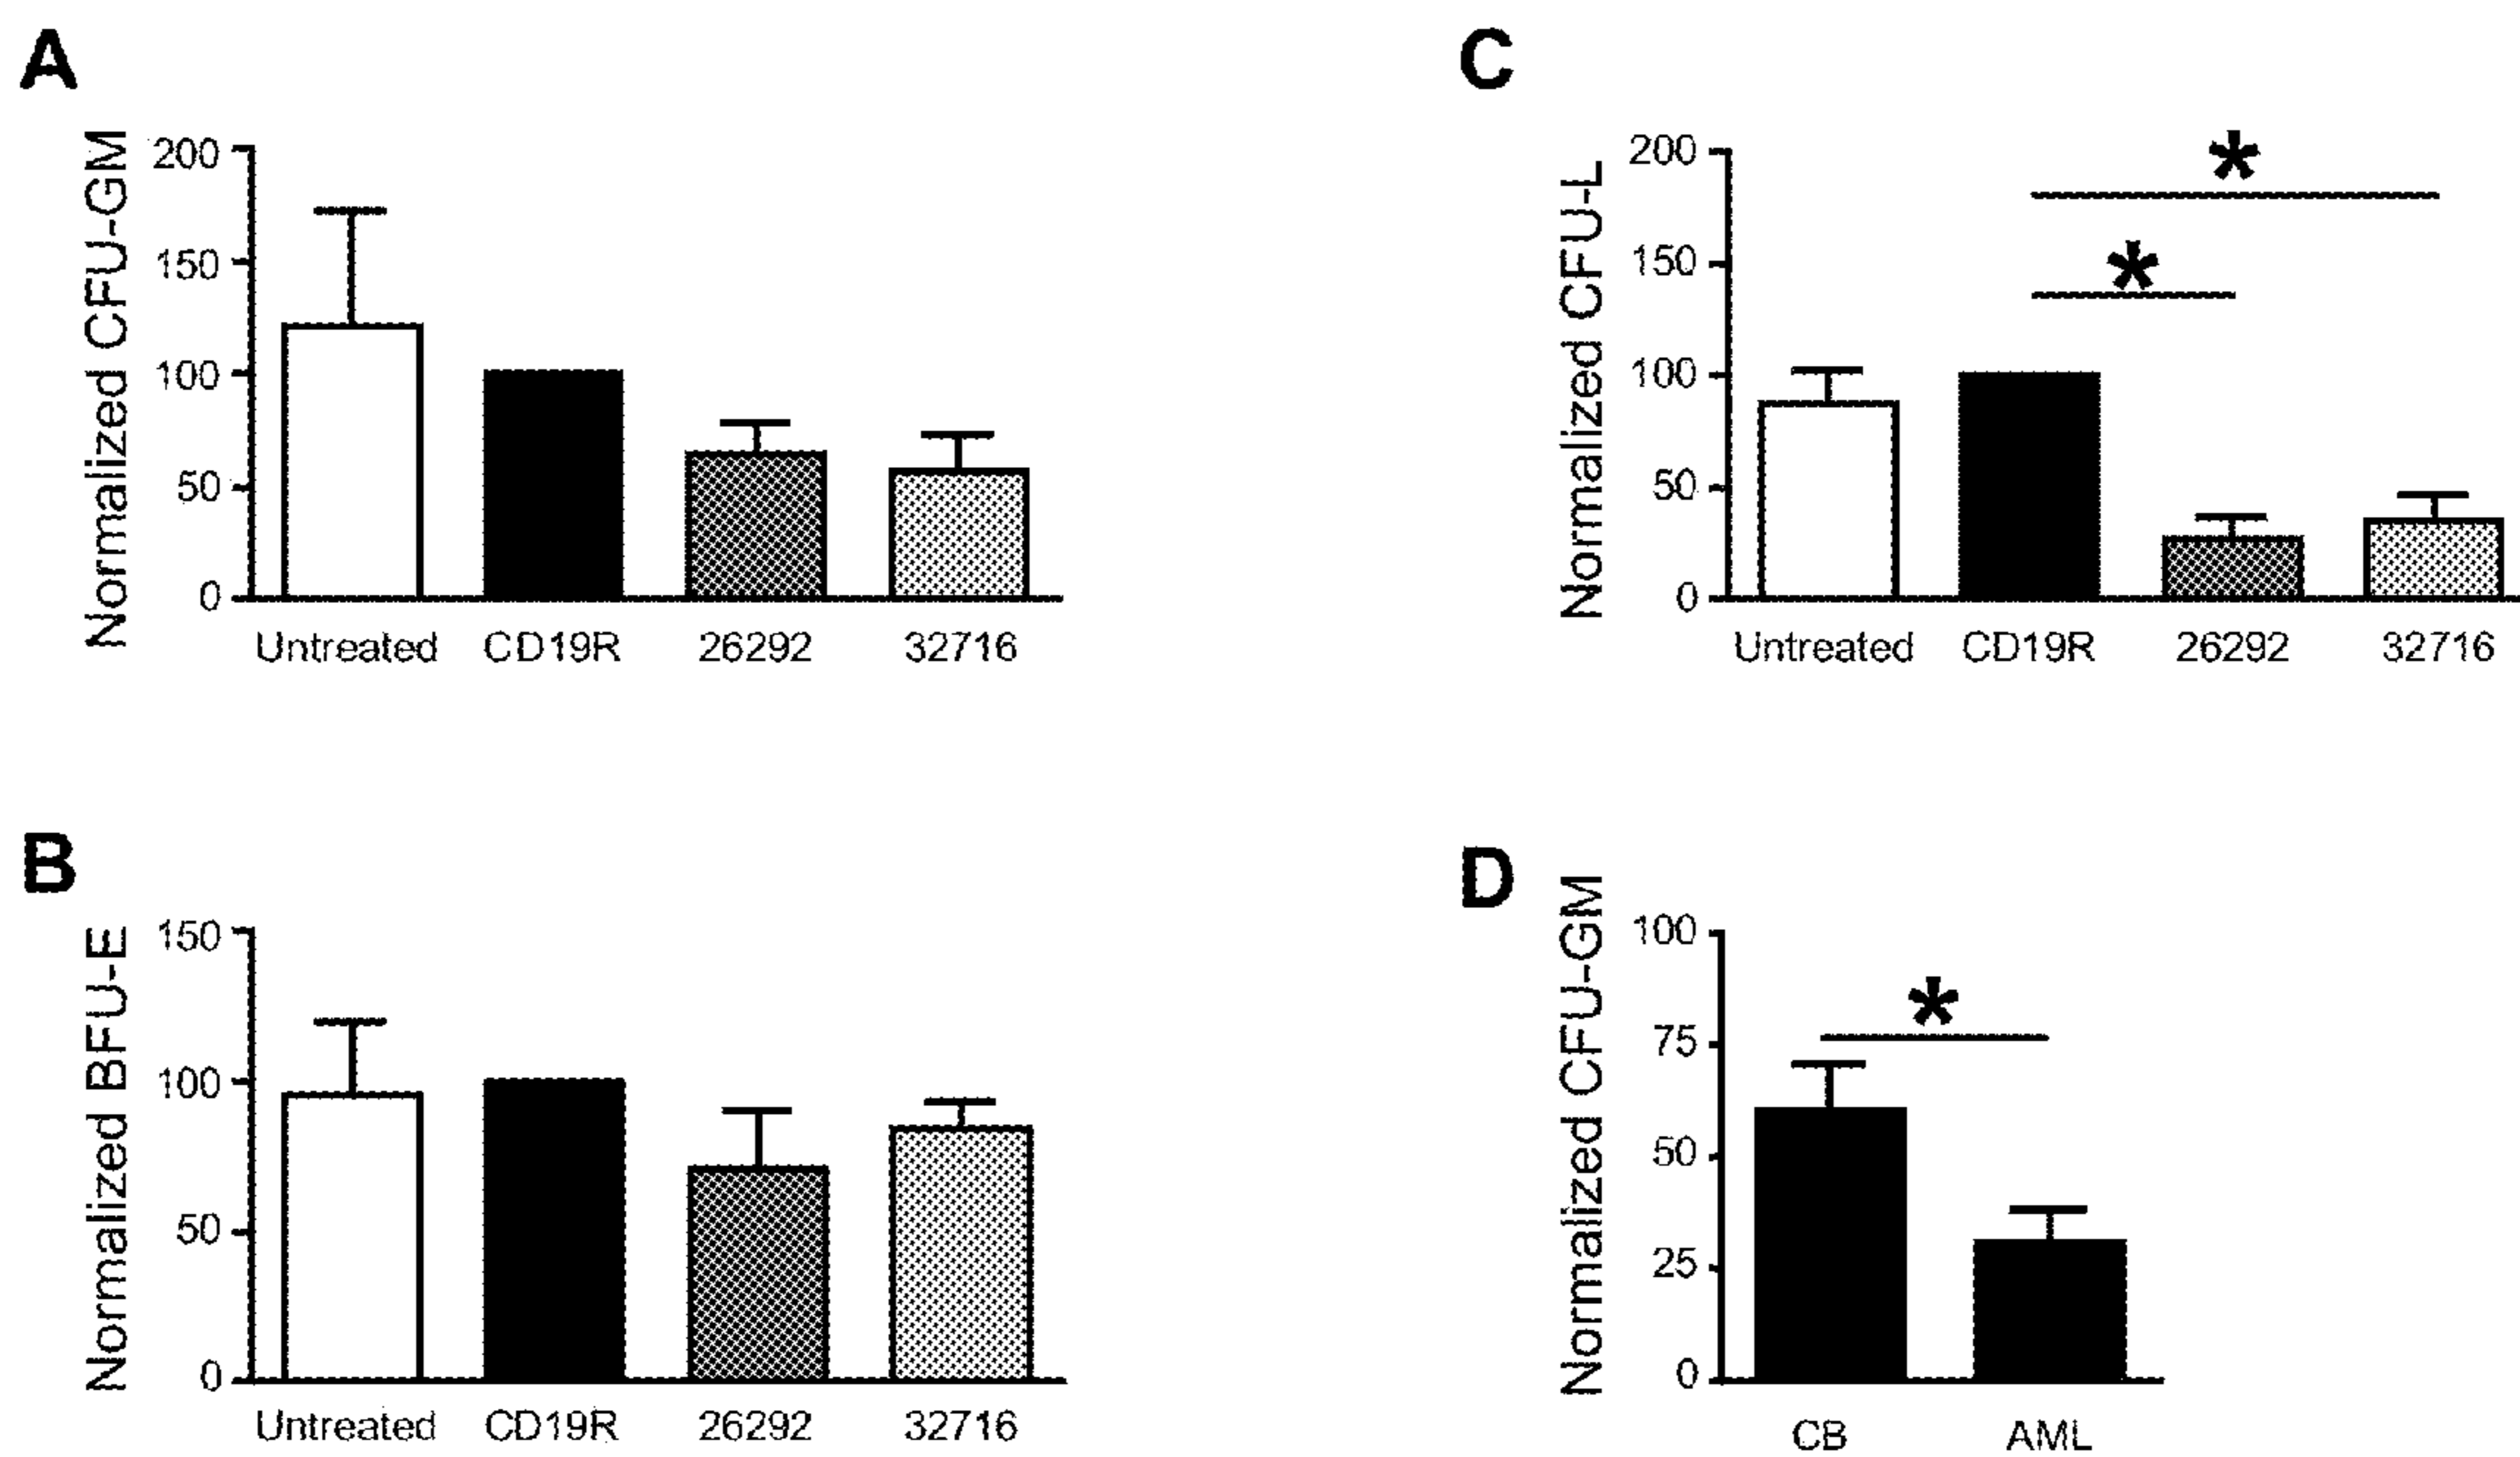 A
Normalized CFU-GM
200
150
100
50
0
Untreated CD19R 26292 32716
B
Normalized BFU-E
150
100
50
0
Untreated CD19R 26292 32716
C
Normalized CFU-L
200
150
100
50
0
*
*
Untreated CD19R 26292 32716
D
Normalized CFU-GM
100
75
50
25
0
*
CB AML